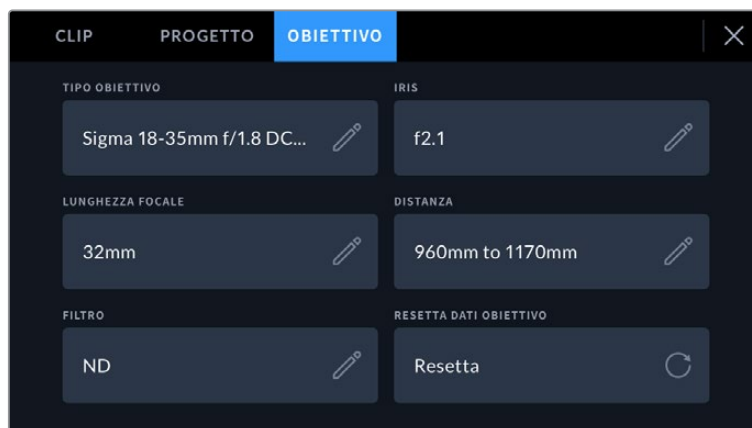 CLIP PROGETTO OBIETTIVO
TIPO OBIETTIVO IRIS
Sigma 18-35mm f/1.8 DC... f2.1
LUNGHEZZA FOCALE DISTANZA
32mm 960mm to 1170mm
FILTRO RESETTA DATI OBIETTIVO
ND Resetta